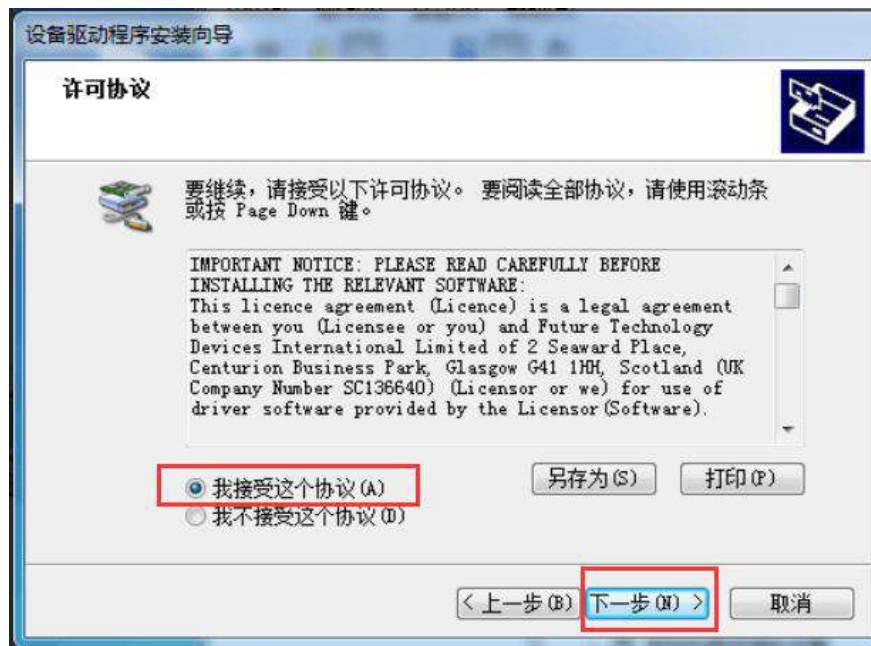 设备驱动程序安装向导
许可协议
要继续，请接受以下许可协议。 要阅读全部协议，请使用滚动条
或按 Page Down 键。
IMPORTANT NOTICE: PLEASE READ CAREFULLY BEFORE
INSTALLING THE RELEVANT SOFTWARE:
This licence agreement (Licence) is a legal agreement
between you (Licensee or you) and Future Technology
Devices International Limited of 2 Seaward Place,
Centurion Business Park, Glasgow G41 1HH, Scotland (UK
Company Number SC136640) (Licensor or we) for use of
driver software provided by the Licensor(Software).
我接受这个协议(A)
另存为(S) 打印(P)
我不接受这个协议(D)
< 上一步(B) 下一步(N) > 取消